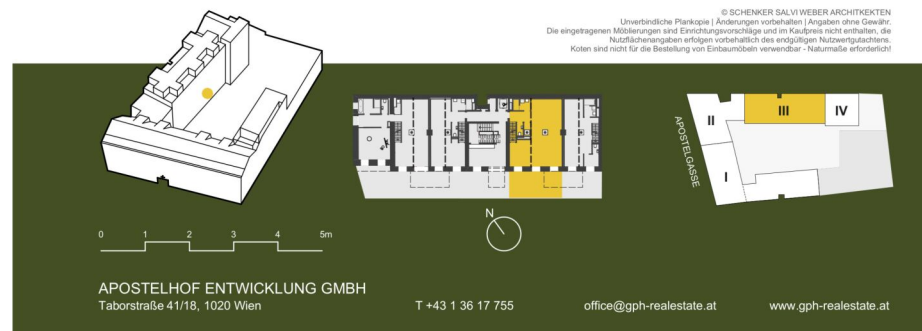 © SCHENKER SALVI WEBER ARCHITKEKTEN
Unverbindliche Plankopie | Änderungen vorbehalten | Angaben ohne Gewähr.
Die eingetragenen Möblierungen sind Einrichtungsvorschläge und im Kaufpreis nicht enthalten, die
Nutzflächenangaben erfolgen vorbehaltlich des endgültigen Nutzwertgutachtens.
Koten sind nicht für die Bestellung von Einbaumöbeln verwendbar - Naturmaße erforderlich!
APOSTELGASSE
II
III
IV
I
N
0 1 2 3 4 5m
APOSTELHOF ENTWICKLUNG GMBH
Taborstraße 41/18, 1020 Wien
T +43 1 36 17 755
office@gph-realestate.at
www.gph-realestate.at